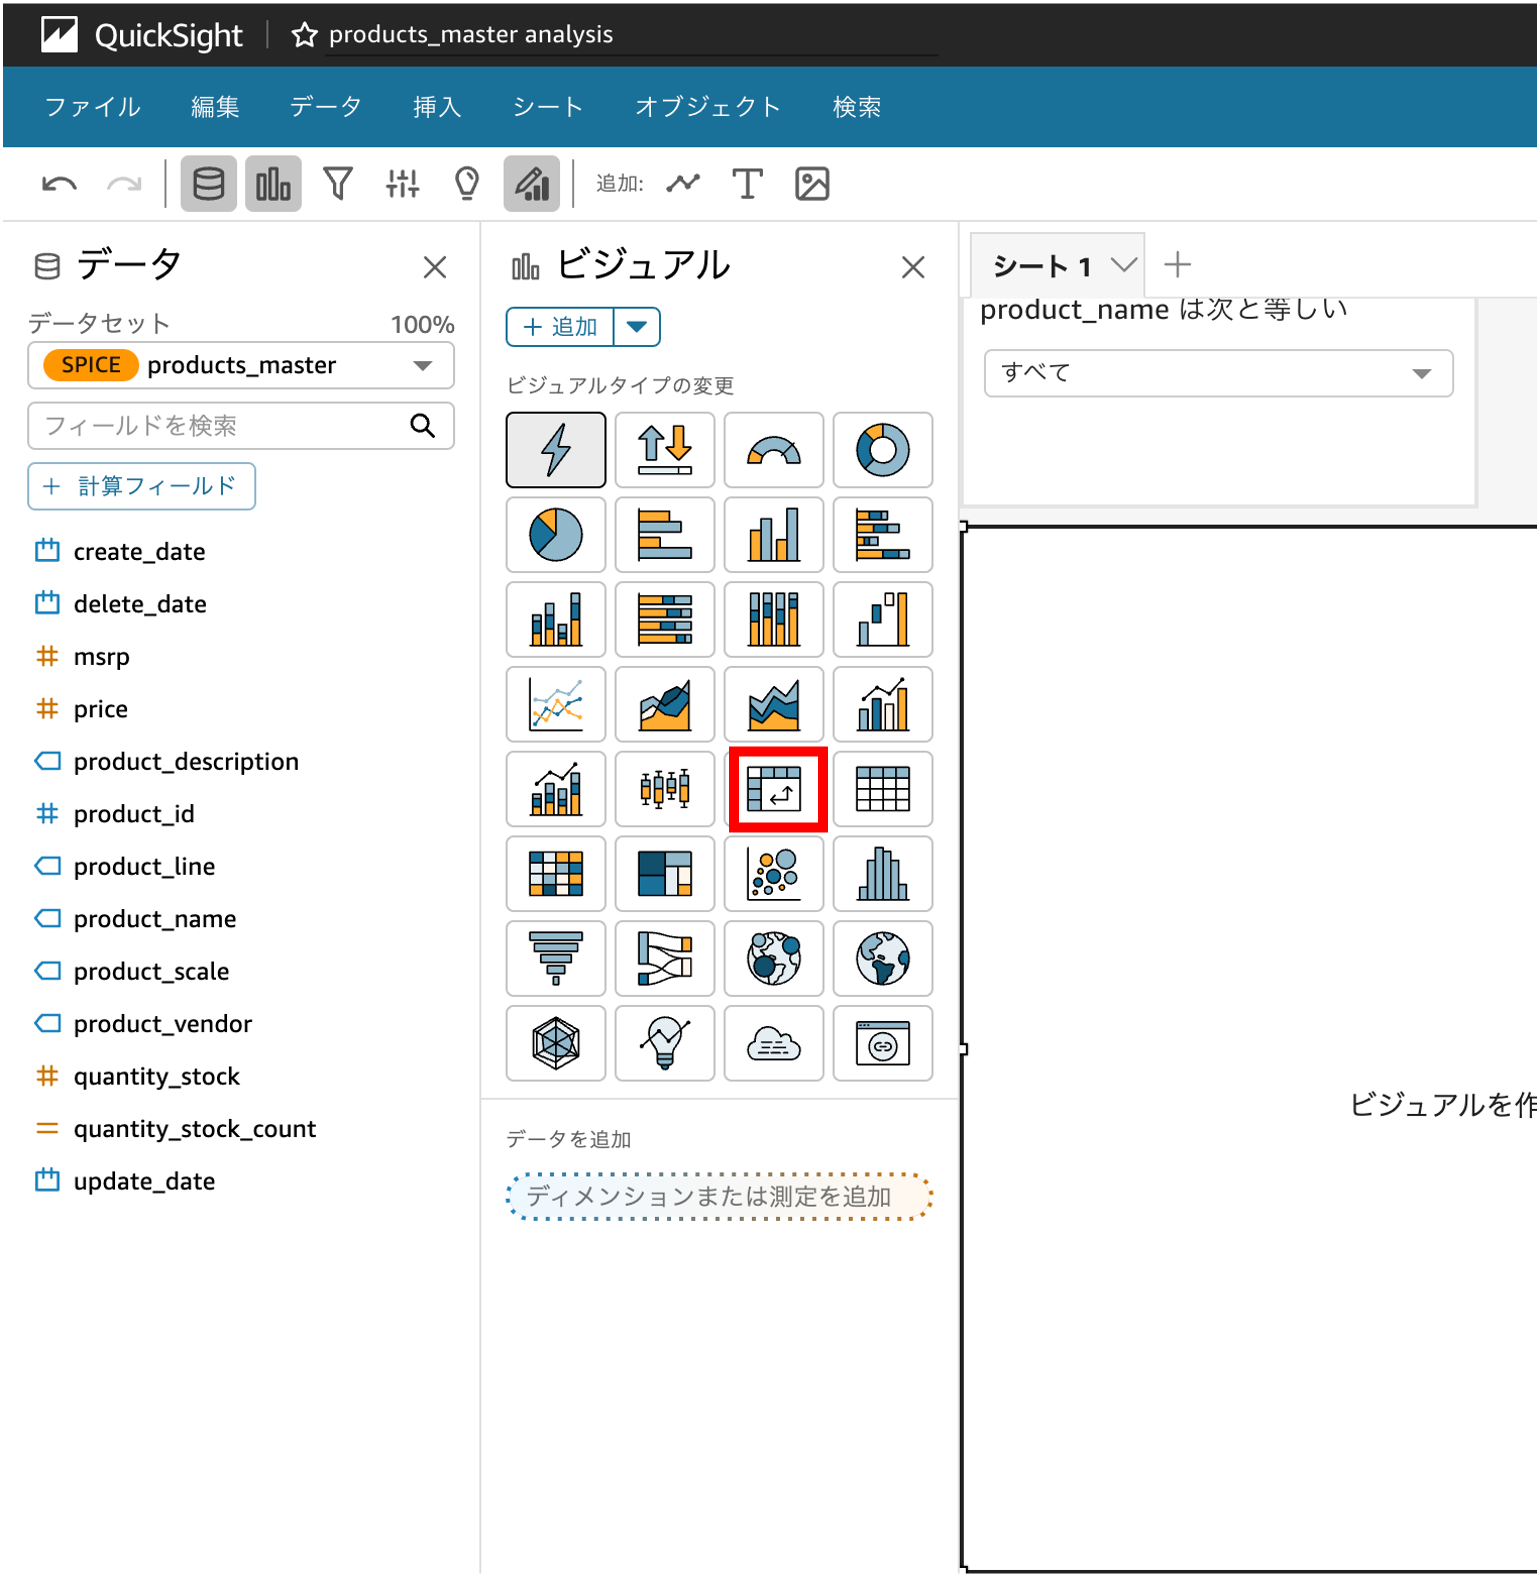 QuickSight
products_master analysis
ファイル 編集 データ 挿入 シート オブジェクト 検索
追加:
データ
データセット 100%
SPICE products_master
フィールドを検索
+ 計算フィールド
create_date
delete_date
msrp
price
product_description
product_id
product_line
product_name
product_scale
product_vendor
quantity_stock
quantity_stock_count
update_date
ビジュアル
+ 追加
ビジュアルタイプの変更
データを追加
ディメンションまたは測定を追加
シート 1
product_name は次と等しい
すべて
ビジュアルを作